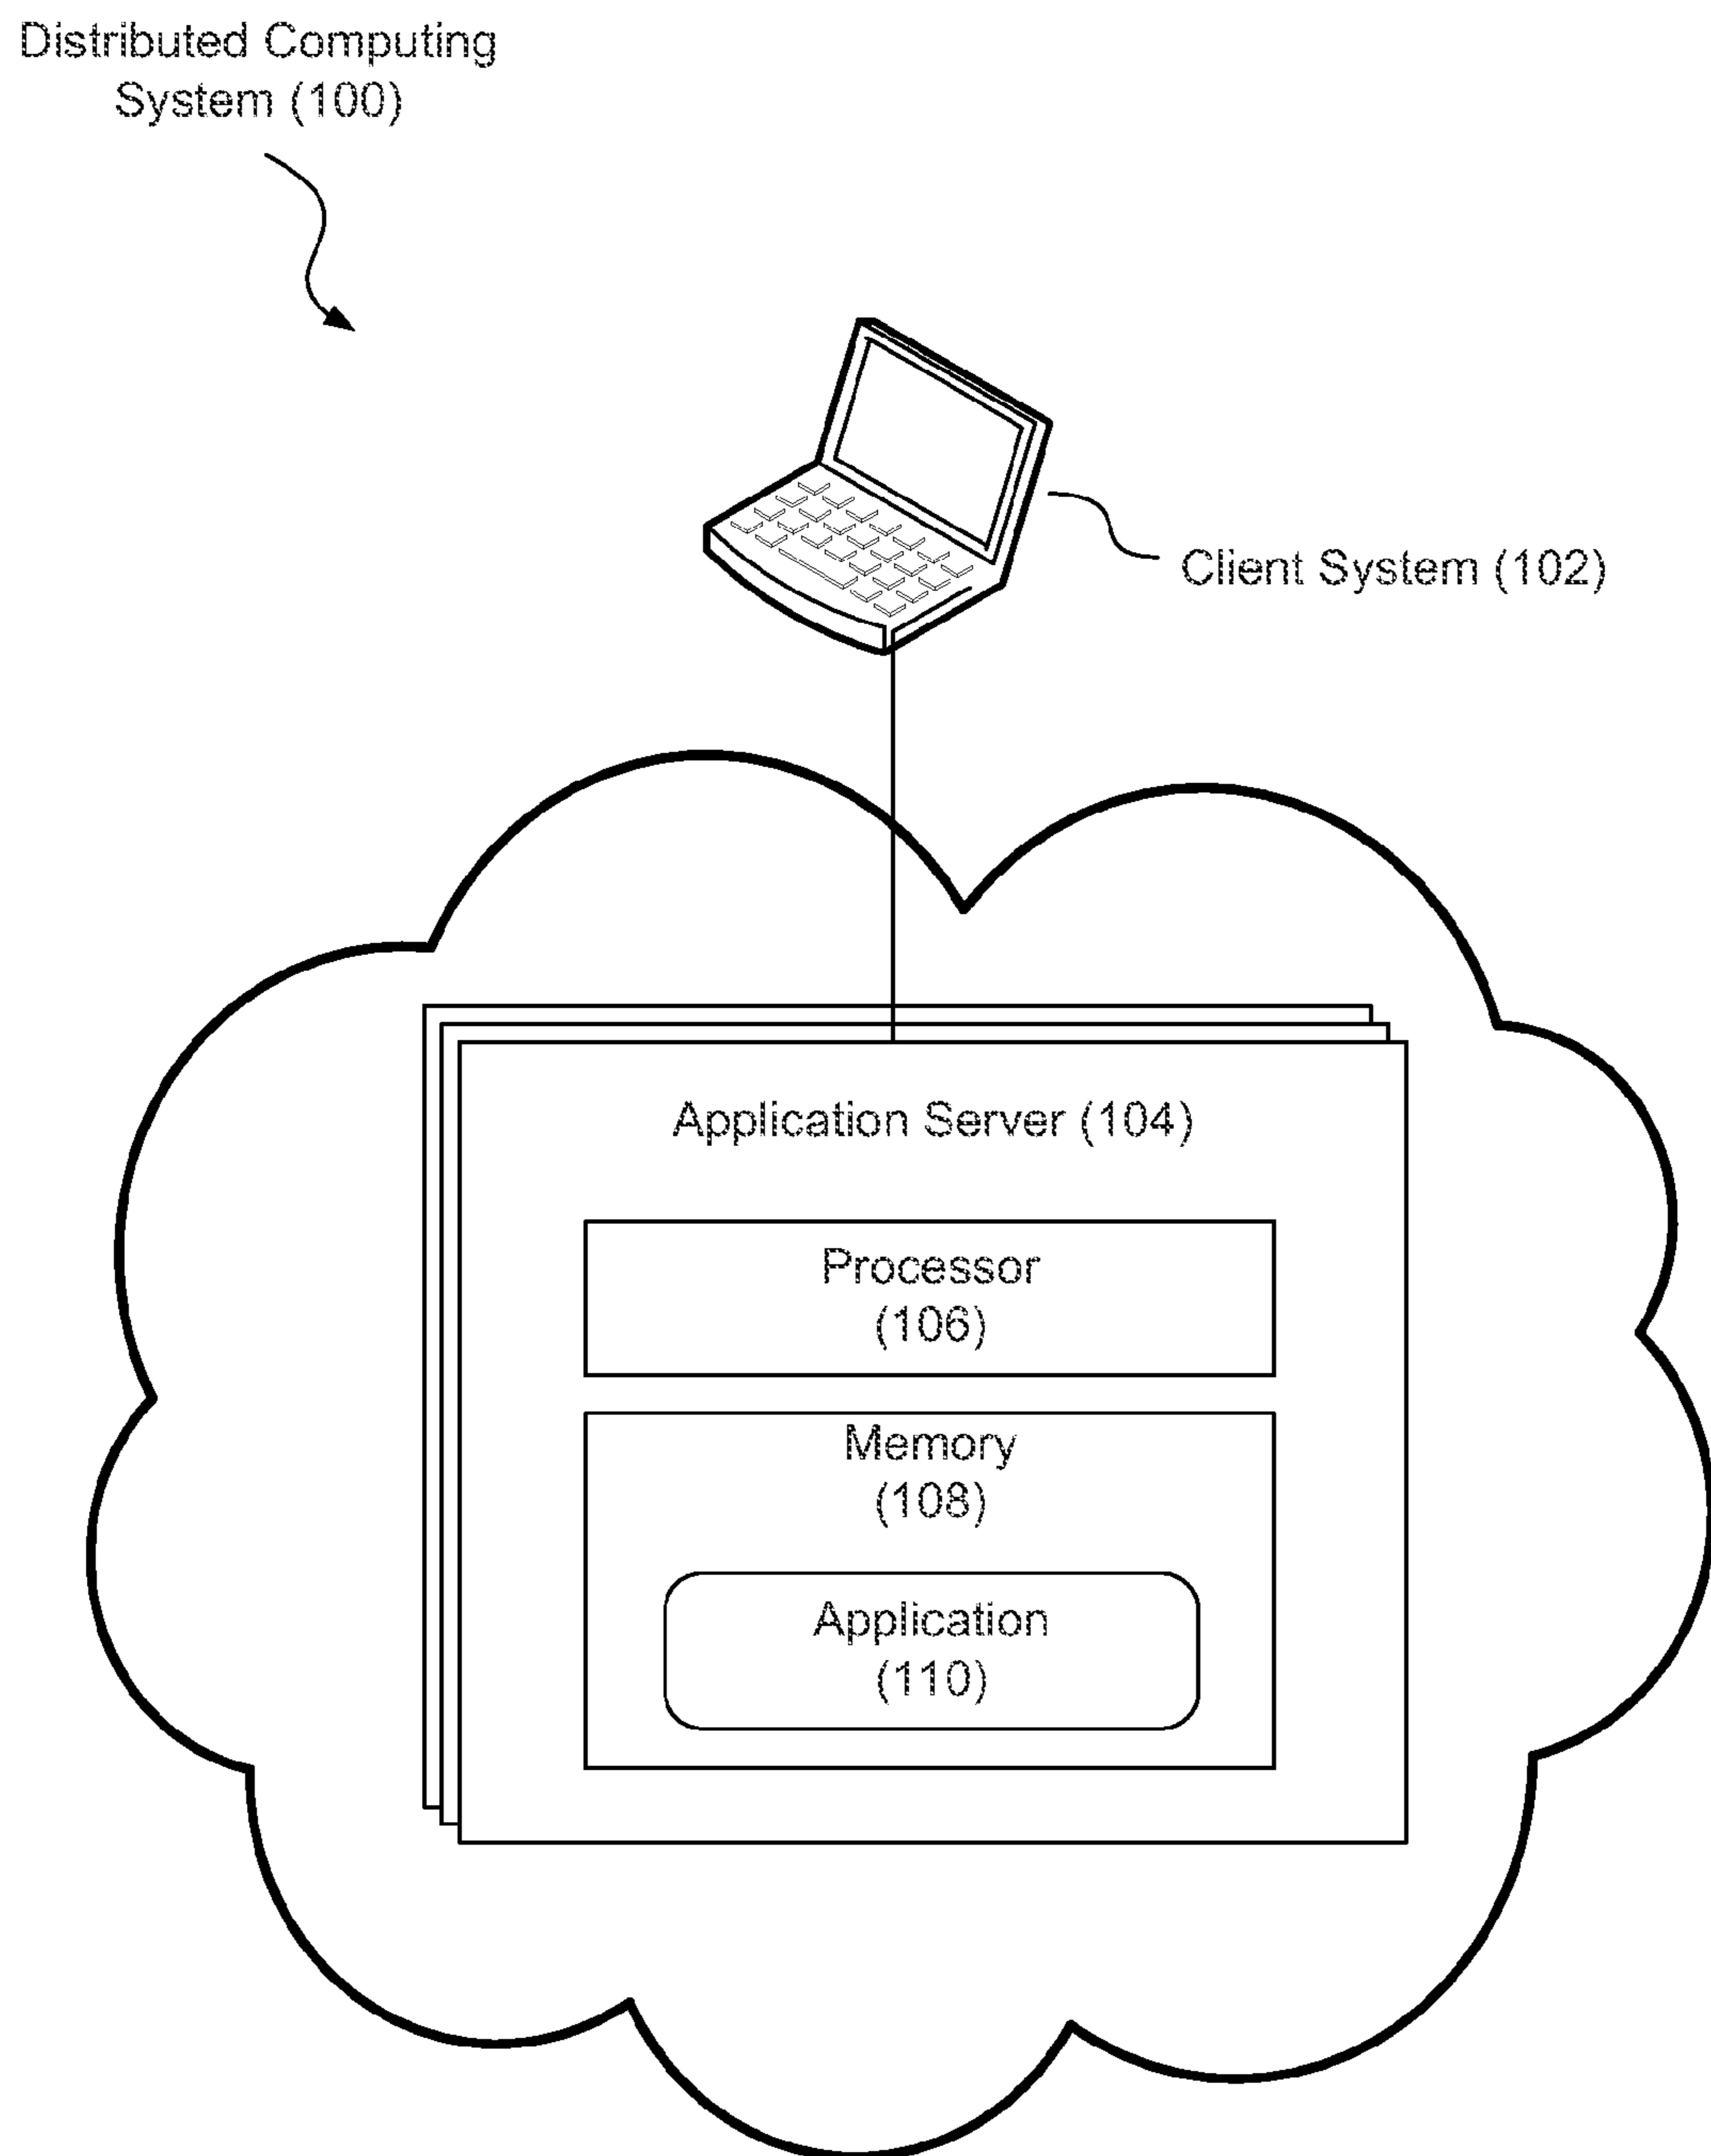 Distributed Computing
System (100)
Client System (102)
Application Server (104)
Processor
(106)
Memory
(108)
Application
(110)